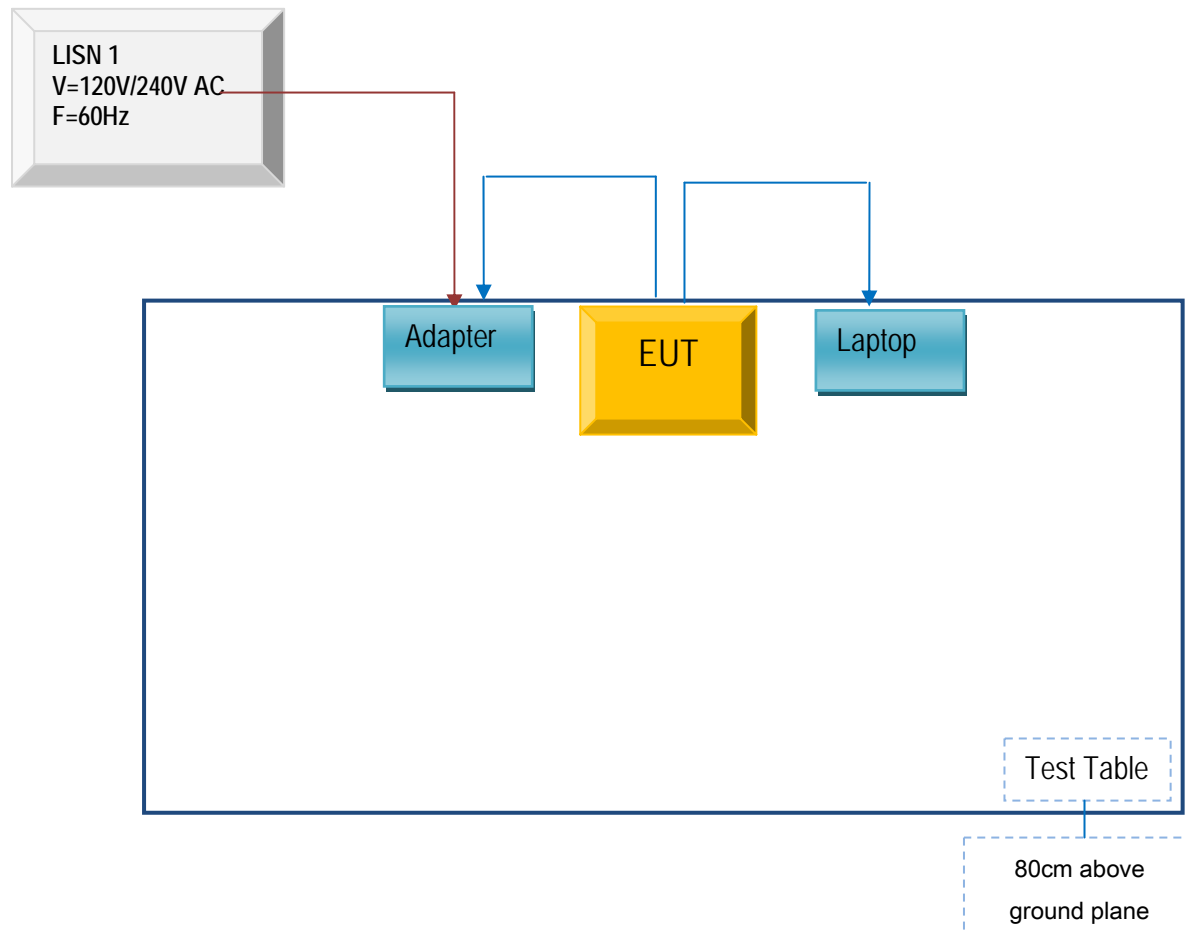 LISN 1
V=120V/240V AC
F=60Hz
Adapter
EUT
Laptop
Test Table
80cm above
ground plane